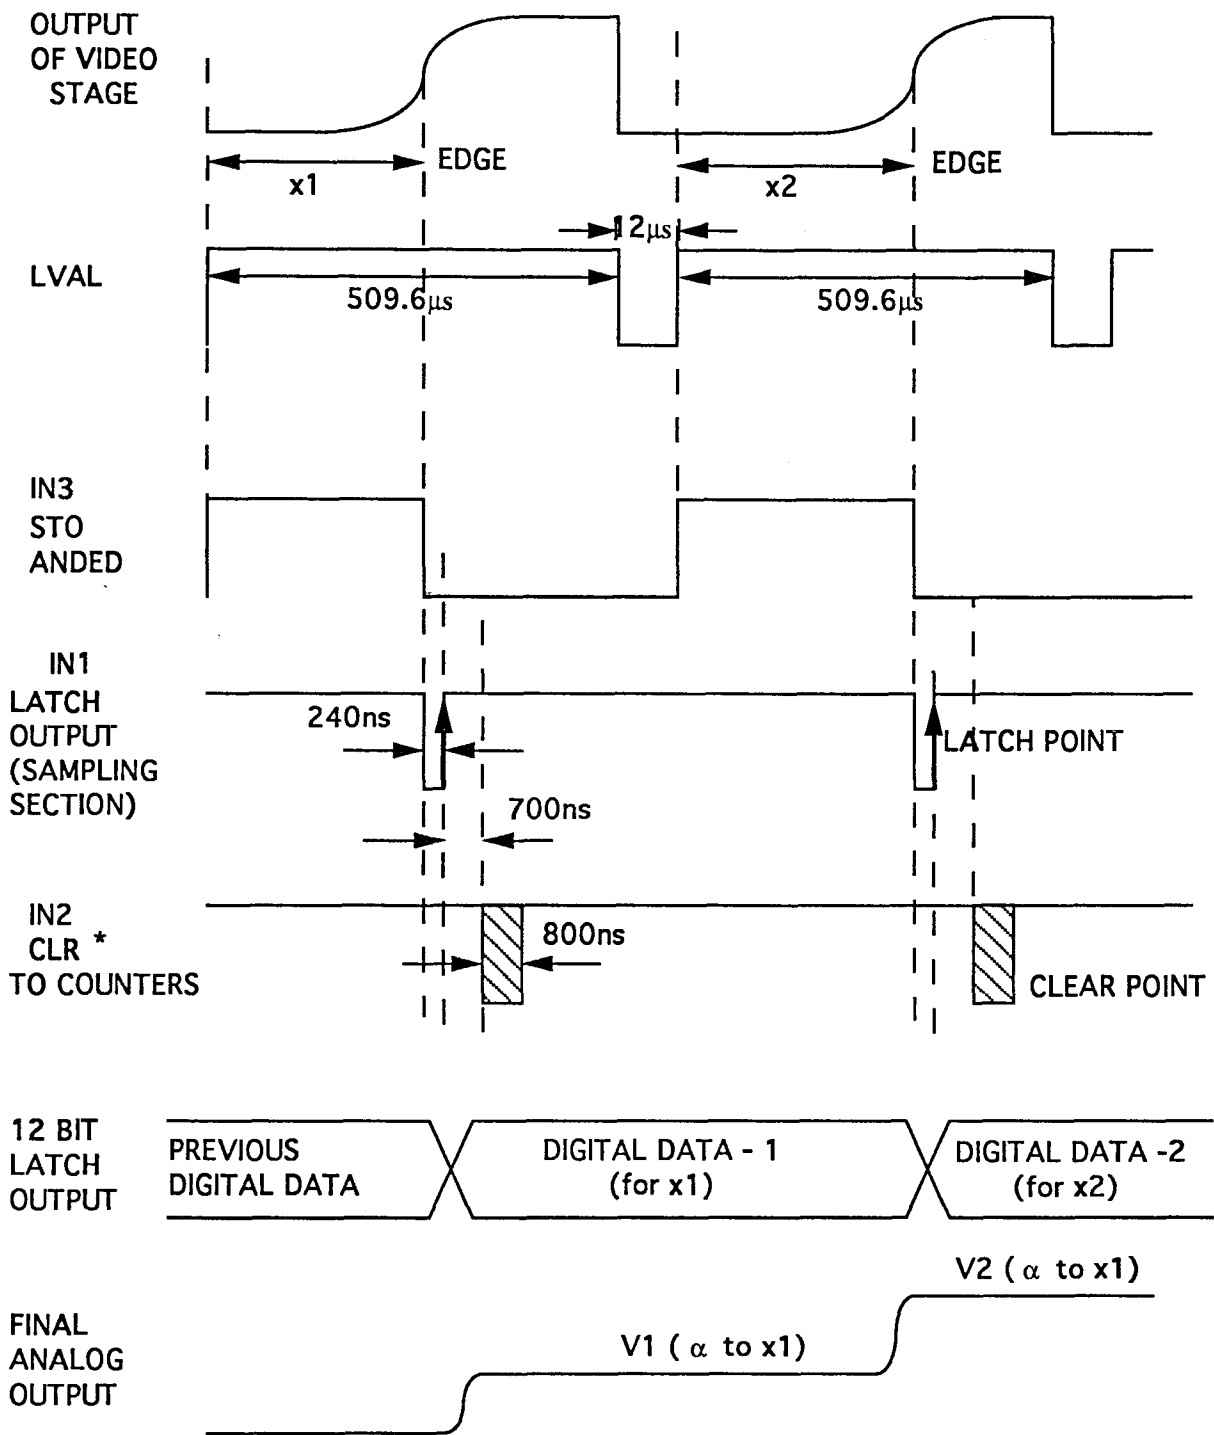 OUTPUT
OF VIDEO
STAGE
EDGE
EDGE
x1
x2
12µs
LVAL
509.6µs
509.6µs
IN3
STO
ANDED
IN1
LATCH
OUTPUT
(SAMPLING
SECTION)
240ns
LATCH POINT
700ns
IN2
CLR *
TO COUNTERS
800ns
CLEAR POINT
12 BIT
LATCH
OUTPUT
PREVIOUS
DIGITAL DATA
DIGITAL DATA - 1
(for x1)
DIGITAL DATA -2
(for x2)
V2 ( α to x1)
FINAL
ANALOG
OUTPUT
V1 ( α to x1)